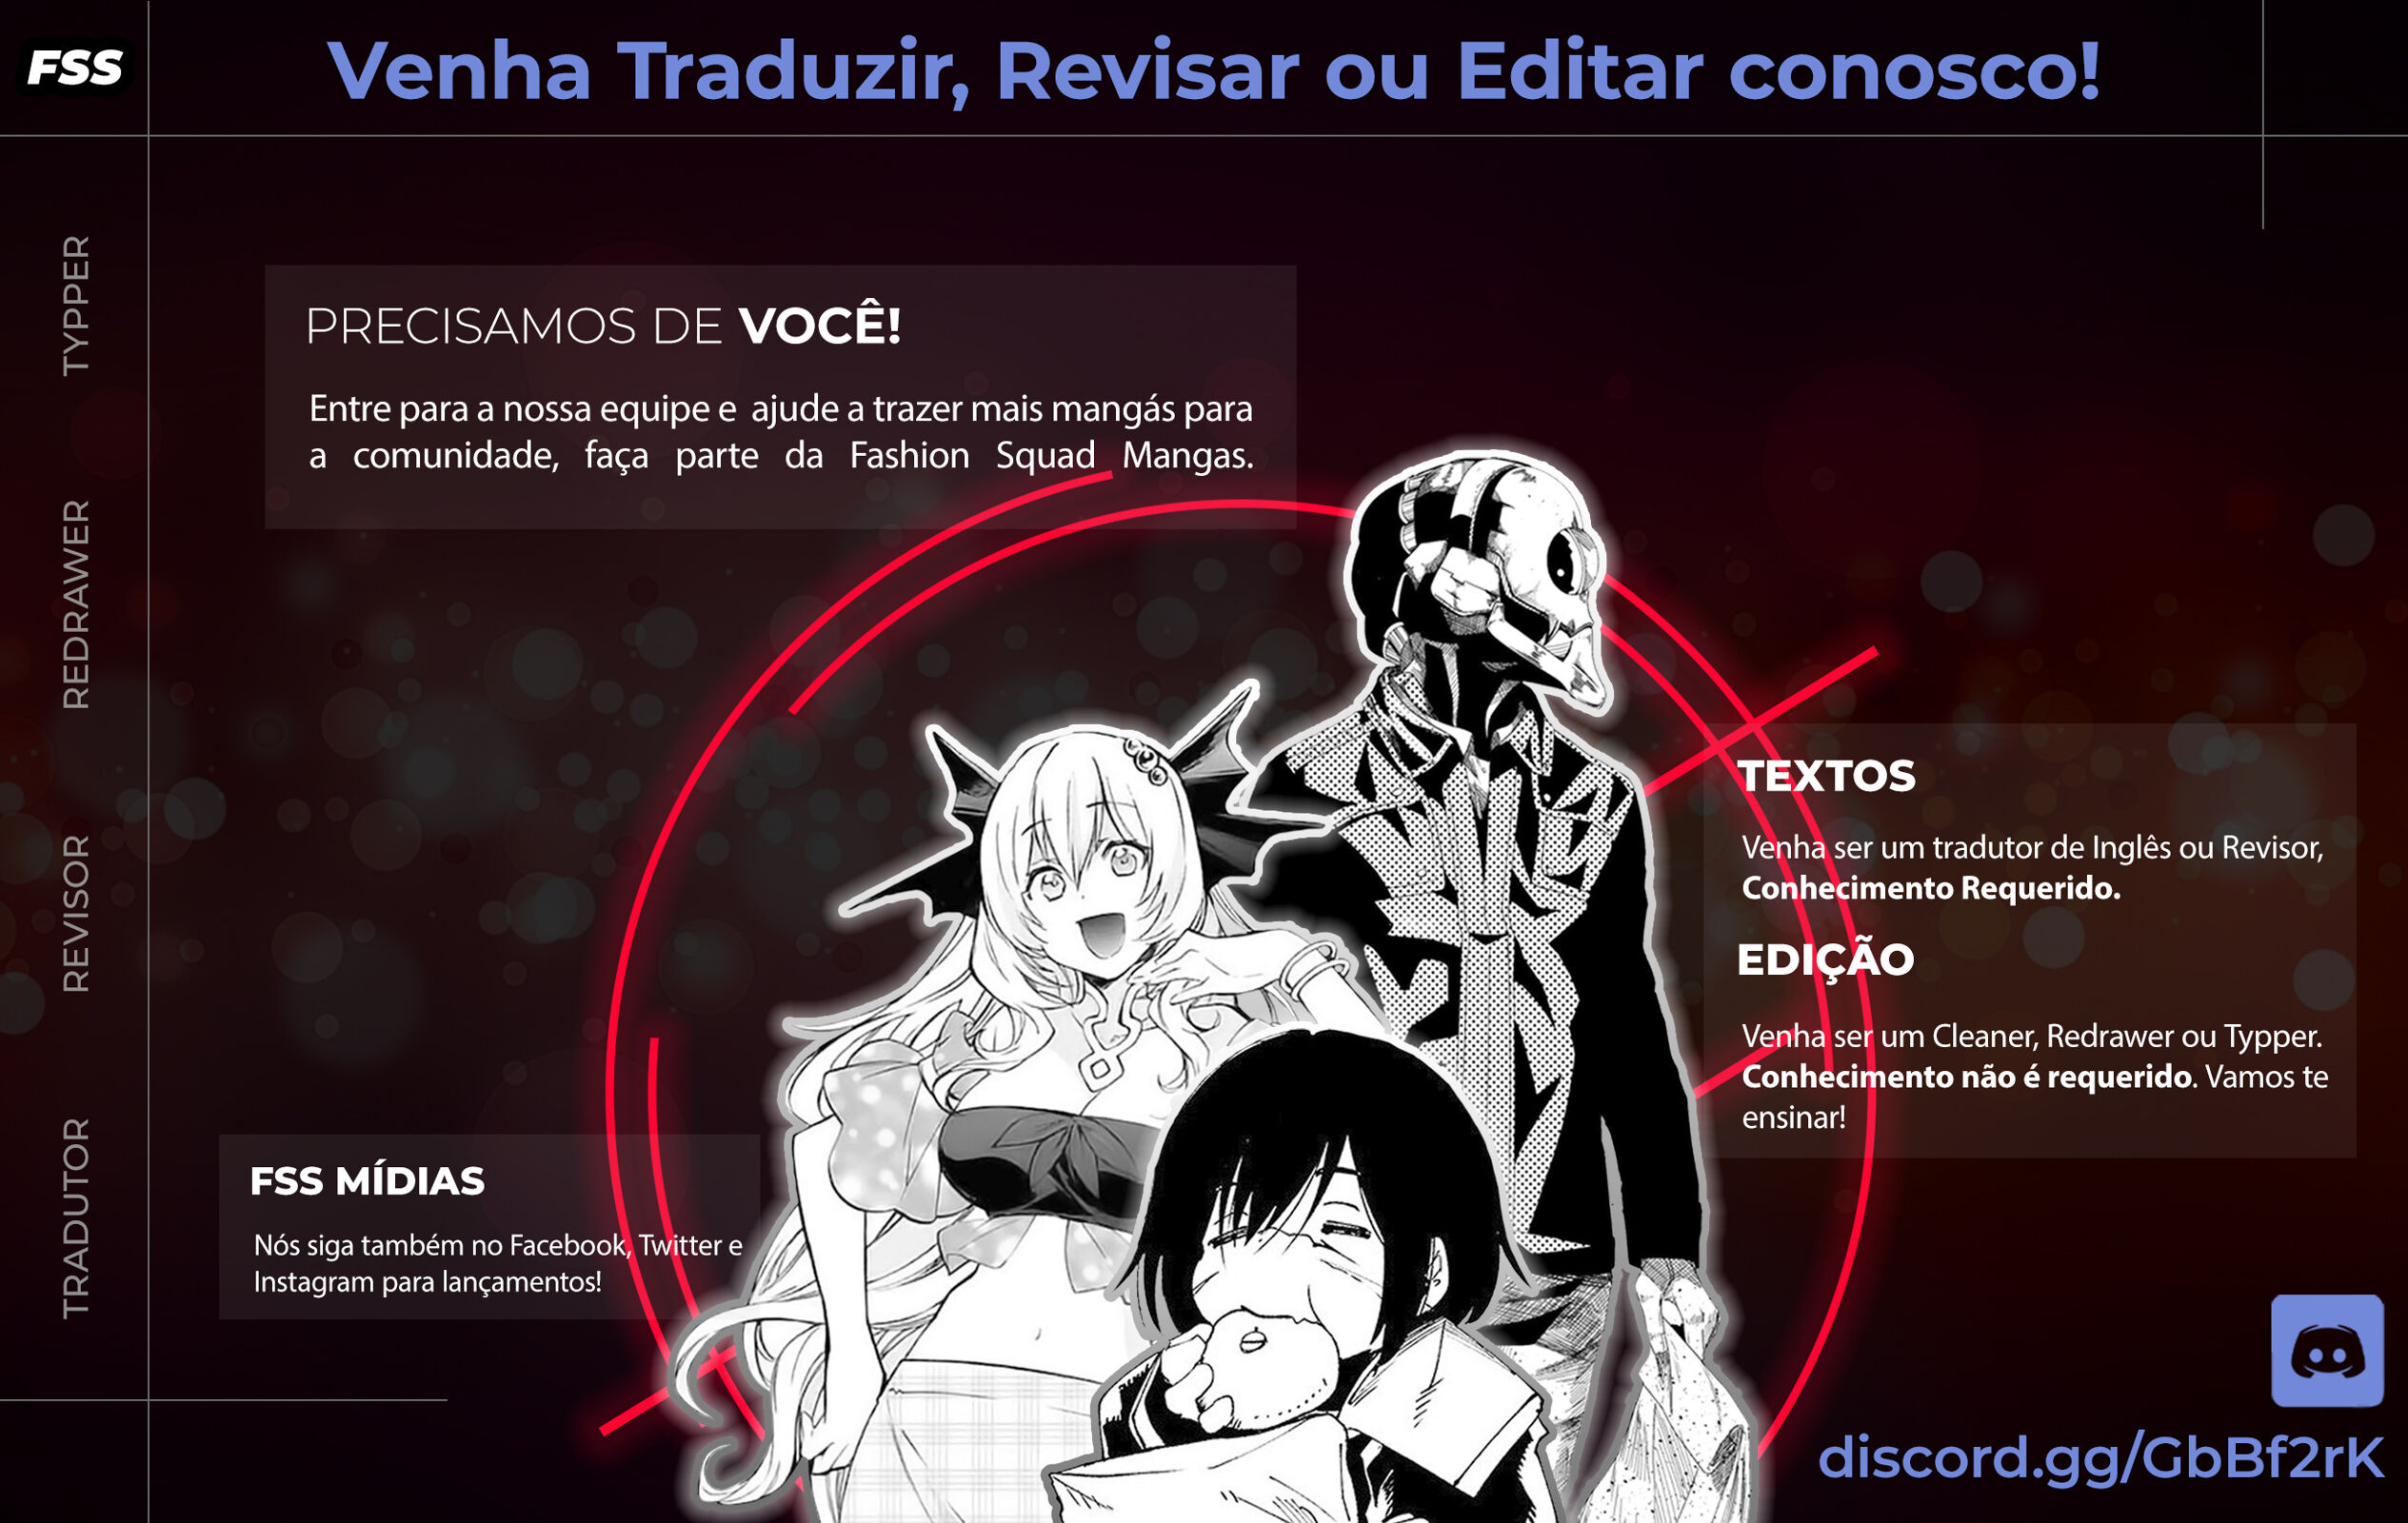 FSS
Venha Traduzir, Revisar ou Editar conosco!
TYPPER
REDRAWER
REVISOR
TRADUTOR
PRECISAMOS DE VOCÊ!
Entre para a nossa equipe e ajude a trazer mais mangás para
a comunidade, faça parte da Fashion Squad Mangas.
TEXTOS
Venha ser um tradutor de Inglês ou Revisor,
Conhecimento Requerido.
EDIÇÃO
Venha ser um Cleaner, Redrawer ou Typper.
Conhecimento não é requerido. Vamos te
ensinar!
FSS MÍDIAS
Nós siga também no Facebook, Twitter e
Instagram para lançamentos!
discord.gg/GbBf2rK